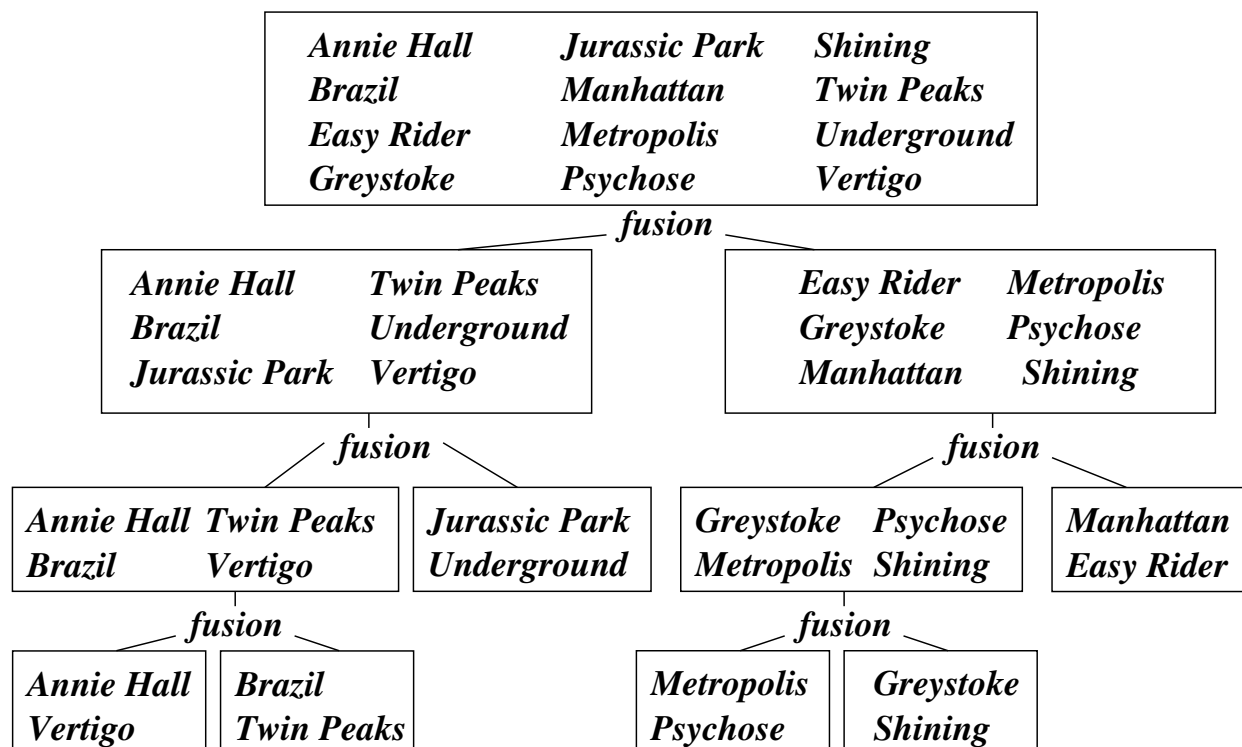 Annie Hall Jurassic Park Shining
Brazil Manhattan Twin Peaks
Easy Rider Metropolis Underground
Greystoke Psychose Vertigo
fusion
Annie Hall Twin Peaks
Brazil Underground
Jurassic Park Vertigo
Easy Rider Metropolis
Greystoke Psychose
Manhattan Shining
fusion
fusion
Annie Hall Twin Peaks
Brazil Vertigo
Jurassic Park
Underground
Greystoke Psychose
Metropolis Shining
Manhattan
Easy Rider
fusion
fusion
Annie Hall
Vertigo
Brazil
Twin Peaks
Metropolis
Psychose
Greystoke
Shining